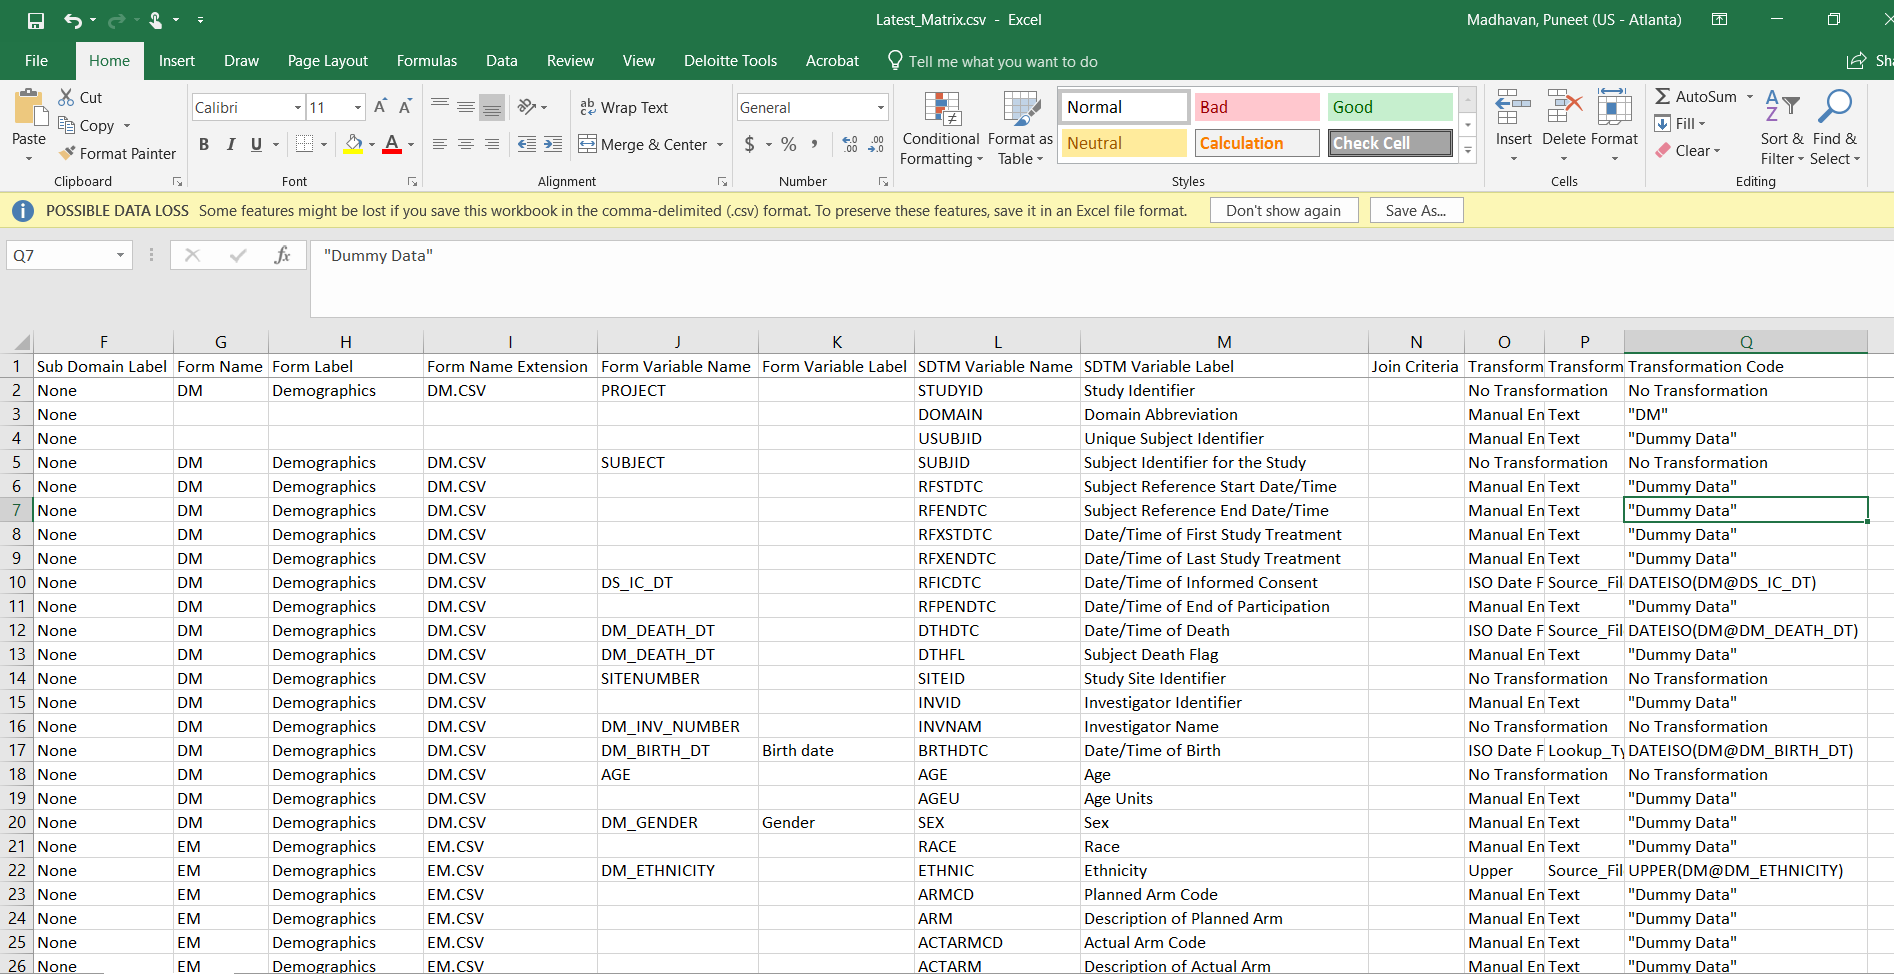 Latest_Matrix.csv - Excel
Madhavan, Puneet (US - Atlanta)
File Home Insert Draw Page Layout Formulas Data Review View Deloitte Tools Acrobat Tell me what you want to do
Cut
Copy
Format Painter
Paste
Clipboard
Calibri 11
B I U A
Font
Wrap Text
Merge & Center
Alignment
General
$ % ,
Number
Conditional Formatting
Format as Table
Normal Bad Good
Neutral Calculation Check Cell
Styles
Insert Delete Format
Cells
AutoSum
Fill
Clear
Sort & Filter
Find & Select
Editing
POSSIBLE DATA LOSS Some features might be lost if you save this workbook in the comma-delimited (.csv) format. To preserve these features, save it in an Excel file format. Don't show again Save As...
Q7 fx "Dummy Data"
F G H I J K L M N O P Q
1 Sub Domain Label Form Name Form Label Form Name Extension Form Variable Name Form Variable Label SDTM Variable Name SDTM Variable Label Join Criteria Transform Transform Transformation Code
2 None DM Demographics DM.CSV PROJECT STUDYID Study Identifier No Transformation No Transformation
3 None DOMAIN Domain Abbreviation Manual En Text "DM"
4 None USUBJID Unique Subject Identifier Manual En Text "Dummy Data"
5 None DM Demographics DM.CSV SUBJECT SUBJID Subject Identifier for the Study No Transformation No Transformation
6 None DM Demographics DM.CSV RFSTDTC Subject Reference Start Date/Time Manual En Text "Dummy Data"
7 None DM Demographics DM.CSV RFENDTC Subject Reference End Date/Time Manual En Text "Dummy Data"
8 None DM Demographics DM.CSV RFXSTDTC Date/Time of First Study Treatment Manual En Text "Dummy Data"
9 None DM Demographics DM.CSV RFXENDTC Date/Time of Last Study Treatment Manual En Text "Dummy Data"
10 None DM Demographics DM.CSV DS_IC_DT RFICDTC Date/Time of Informed Consent ISO Date F Source_Fil DATEISO(DM@DS_IC_DT)
11 None DM Demographics DM.CSV RFPENDTC Date/Time of End of Participation Manual En Text "Dummy Data"
12 None DM Demographics DM.CSV DM_DEATH_DT DTHDTC Date/Time of Death ISO Date F Source_Fil DATEISO(DM@DM_DEATH_DT)
13 None DM Demographics DM.CSV DM_DEATH_DT DTHFL Subject Death Flag Manual En Text "Dummy Data"
14 None DM Demographics DM.CSV SITENUMBER SITEID Study Site Identifier No Transformation No Transformation
15 None DM Demographics DM.CSV INVID Investigator Identifier Manual En Text "Dummy Data"
16 None DM Demographics DM.CSV DM_INV_NUMBER INVNAM Investigator Name No Transformation No Transformation
17 None DM Demographics DM.CSV DM_BIRTH_DT Birth date BRTHDTC Date/Time of Birth ISO Date F Lookup_Ty DATEISO(DM@DM_BIRTH_DT)
18 None DM Demographics DM.CSV AGE AGE Age No Transformation No Transformation
19 None DM Demographics DM.CSV AGEU Age Units Manual En Text "Dummy Data"
20 None DM Demographics DM.CSV DM_GENDER Gender SEX Sex Manual En Text "Dummy Data"
21 None EM Demographics EM.CSV RACE Race Manual En Text "Dummy Data"
22 None EM Demographics EM.CSV DM_ETHNICITY ETHNIC Ethnicity Upper Source_Fil UPPER(DM@DM_ETHNICITY)
23 None EM Demographics EM.CSV ARMCD Planned Arm Code Manual En Text "Dummy Data"
24 None EM Demographics EM.CSV ARM Description of Planned Arm Manual En Text "Dummy Data"
25 None EM Demographics EM.CSV ACTARMCD Actual Arm Code Manual En Text "Dummy Data"
26 None EM Demographics EM.CSV ACTARM Description of Actual Arm Manual En Text "Dummy Data"